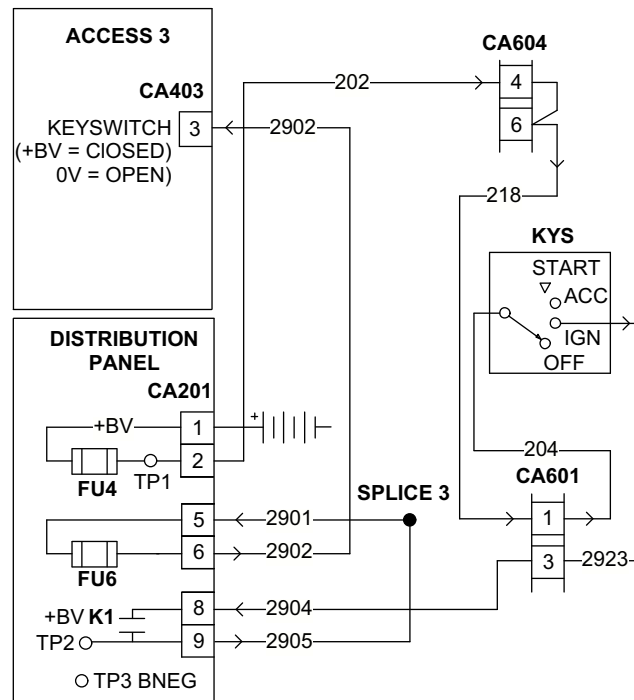 ACCESS 3
CA403
KEYSWITCH
(+BV = ClOSED)
0V = OPEN)
3
2902
202
CA604
4
6
218
KYS
START
ACC
IGN
OFF
DISTRIBUTION
PANEL
CA201
+BV
1
+
2
FU4
TP1
204
CA601
SPLICE 3
5
2901
1
6
2902
FU6
3
2923
8
2904
+BV K1
TP2
9
2905
TP3 BNEG